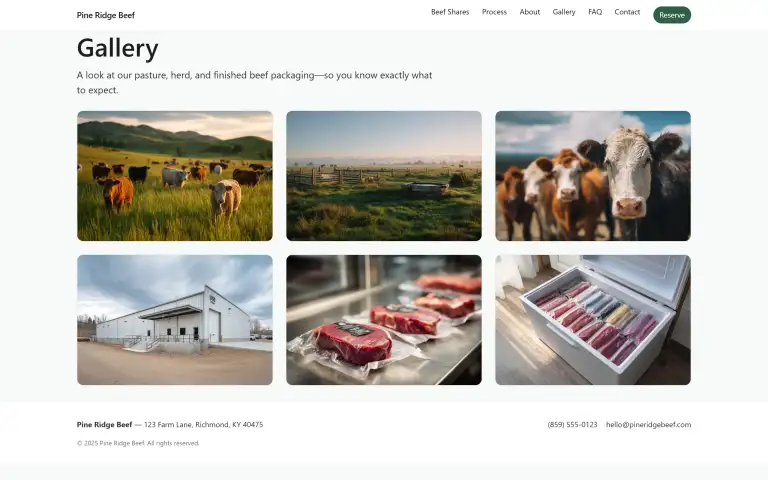 Pine Ridge Beef
Beef Shares Process About Gallery FAQ Contact Reserve
Gallery
A look at our pasture, herd, and finished beef packaging—so you know exactly what
to expect.
Pine Ridge Beef — 123 Farm Lane, Richmond, KY 40475
(859) 555-0123 hello@pineridgebeef.com
© 2025 Pine Ridge Beef. All rights reserved.